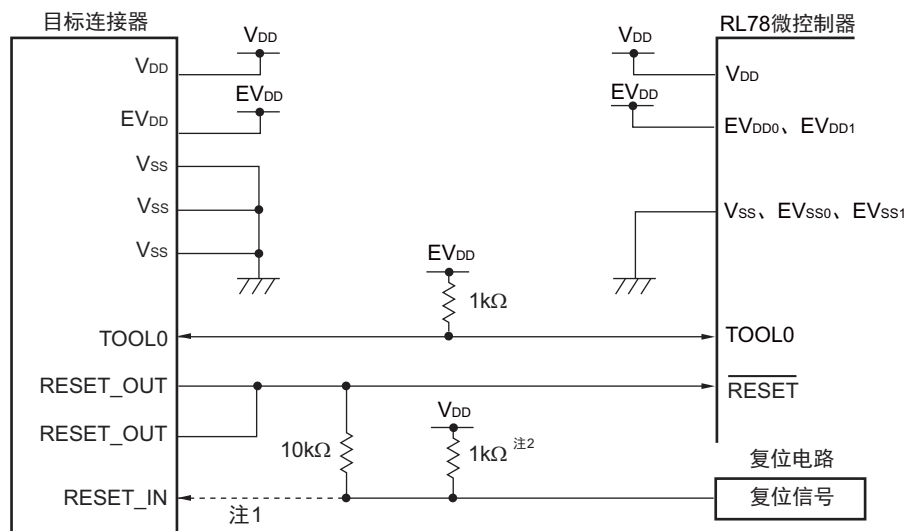 目标连接器
RL78微控制器
VDD
VDD
VDD
VDD
EVDD
EVDD
EVDD
EVDD0、EVDD1
VSS
VSS
VSS
VSS、EVSS0、EVSS1
EVDD
1kΩ
TOOL0
TOOL0
RESET_OUT
RESET
RESET_OUT
VDD
10kΩ
1kΩ 注2
复位电路
RESET_IN
注1
复位信号